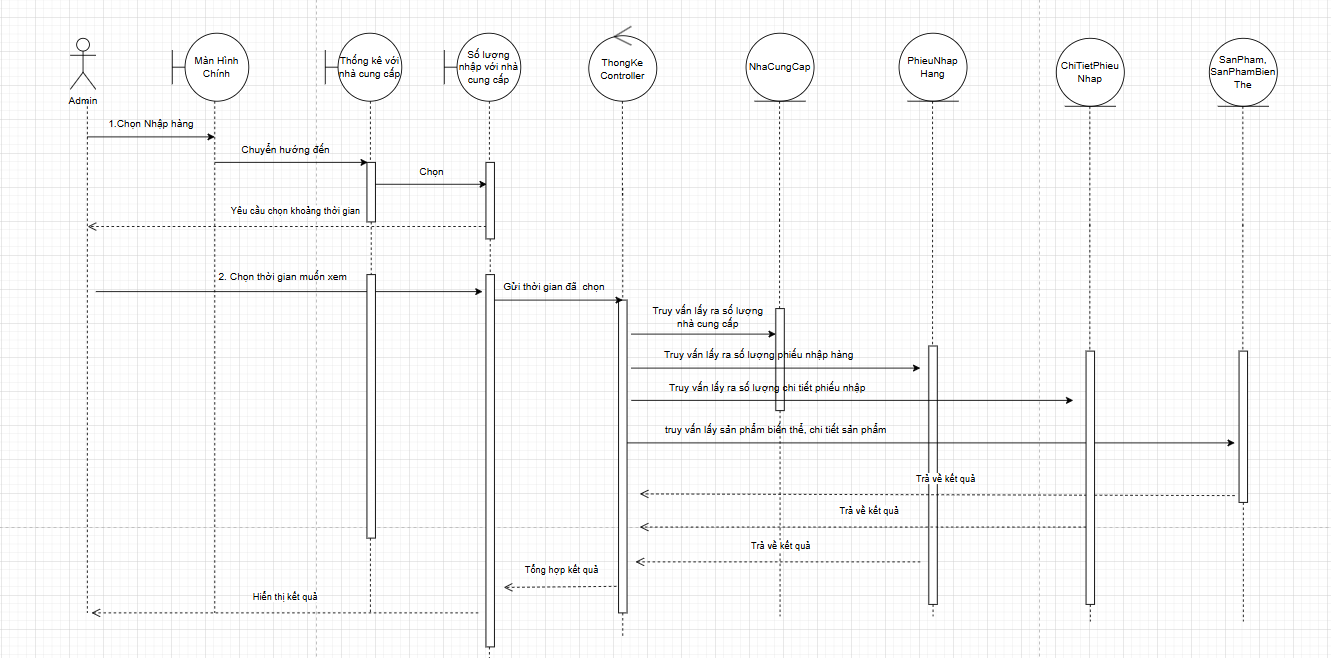 Màn Hình
Chính
Thống kê với
nhà cung cấp
Số lượng
nhập với nhà
cung cấp
ThongKe
Controller
NhaCungCap
PhieuNhap
Hang
ChiTietPhieu
Nhap
SanPham,
SanPhamBien
The
Admin
1.Chọn Nhập hàng
Chuyển hướng đến
Chọn
Yêu cầu chọn khoảng thời gian
2. Chọn thời gian muốn xem
Gửi thời gian đã chọn
Truy vấn lấy ra số lượng
nhà cung cấp
Truy vấn lấy ra số lượng phiếu nhập hàng
Truy vấn lấy ra số lượng chi tiết phiếu nhập
truy vấn lấy sản phẩm biến thể, chi tiết sản phẩm
Trả về kết quả
Trả về kết quả
Trả về kết quả
Tổng hợp kết quả
Hiển thị kết quả